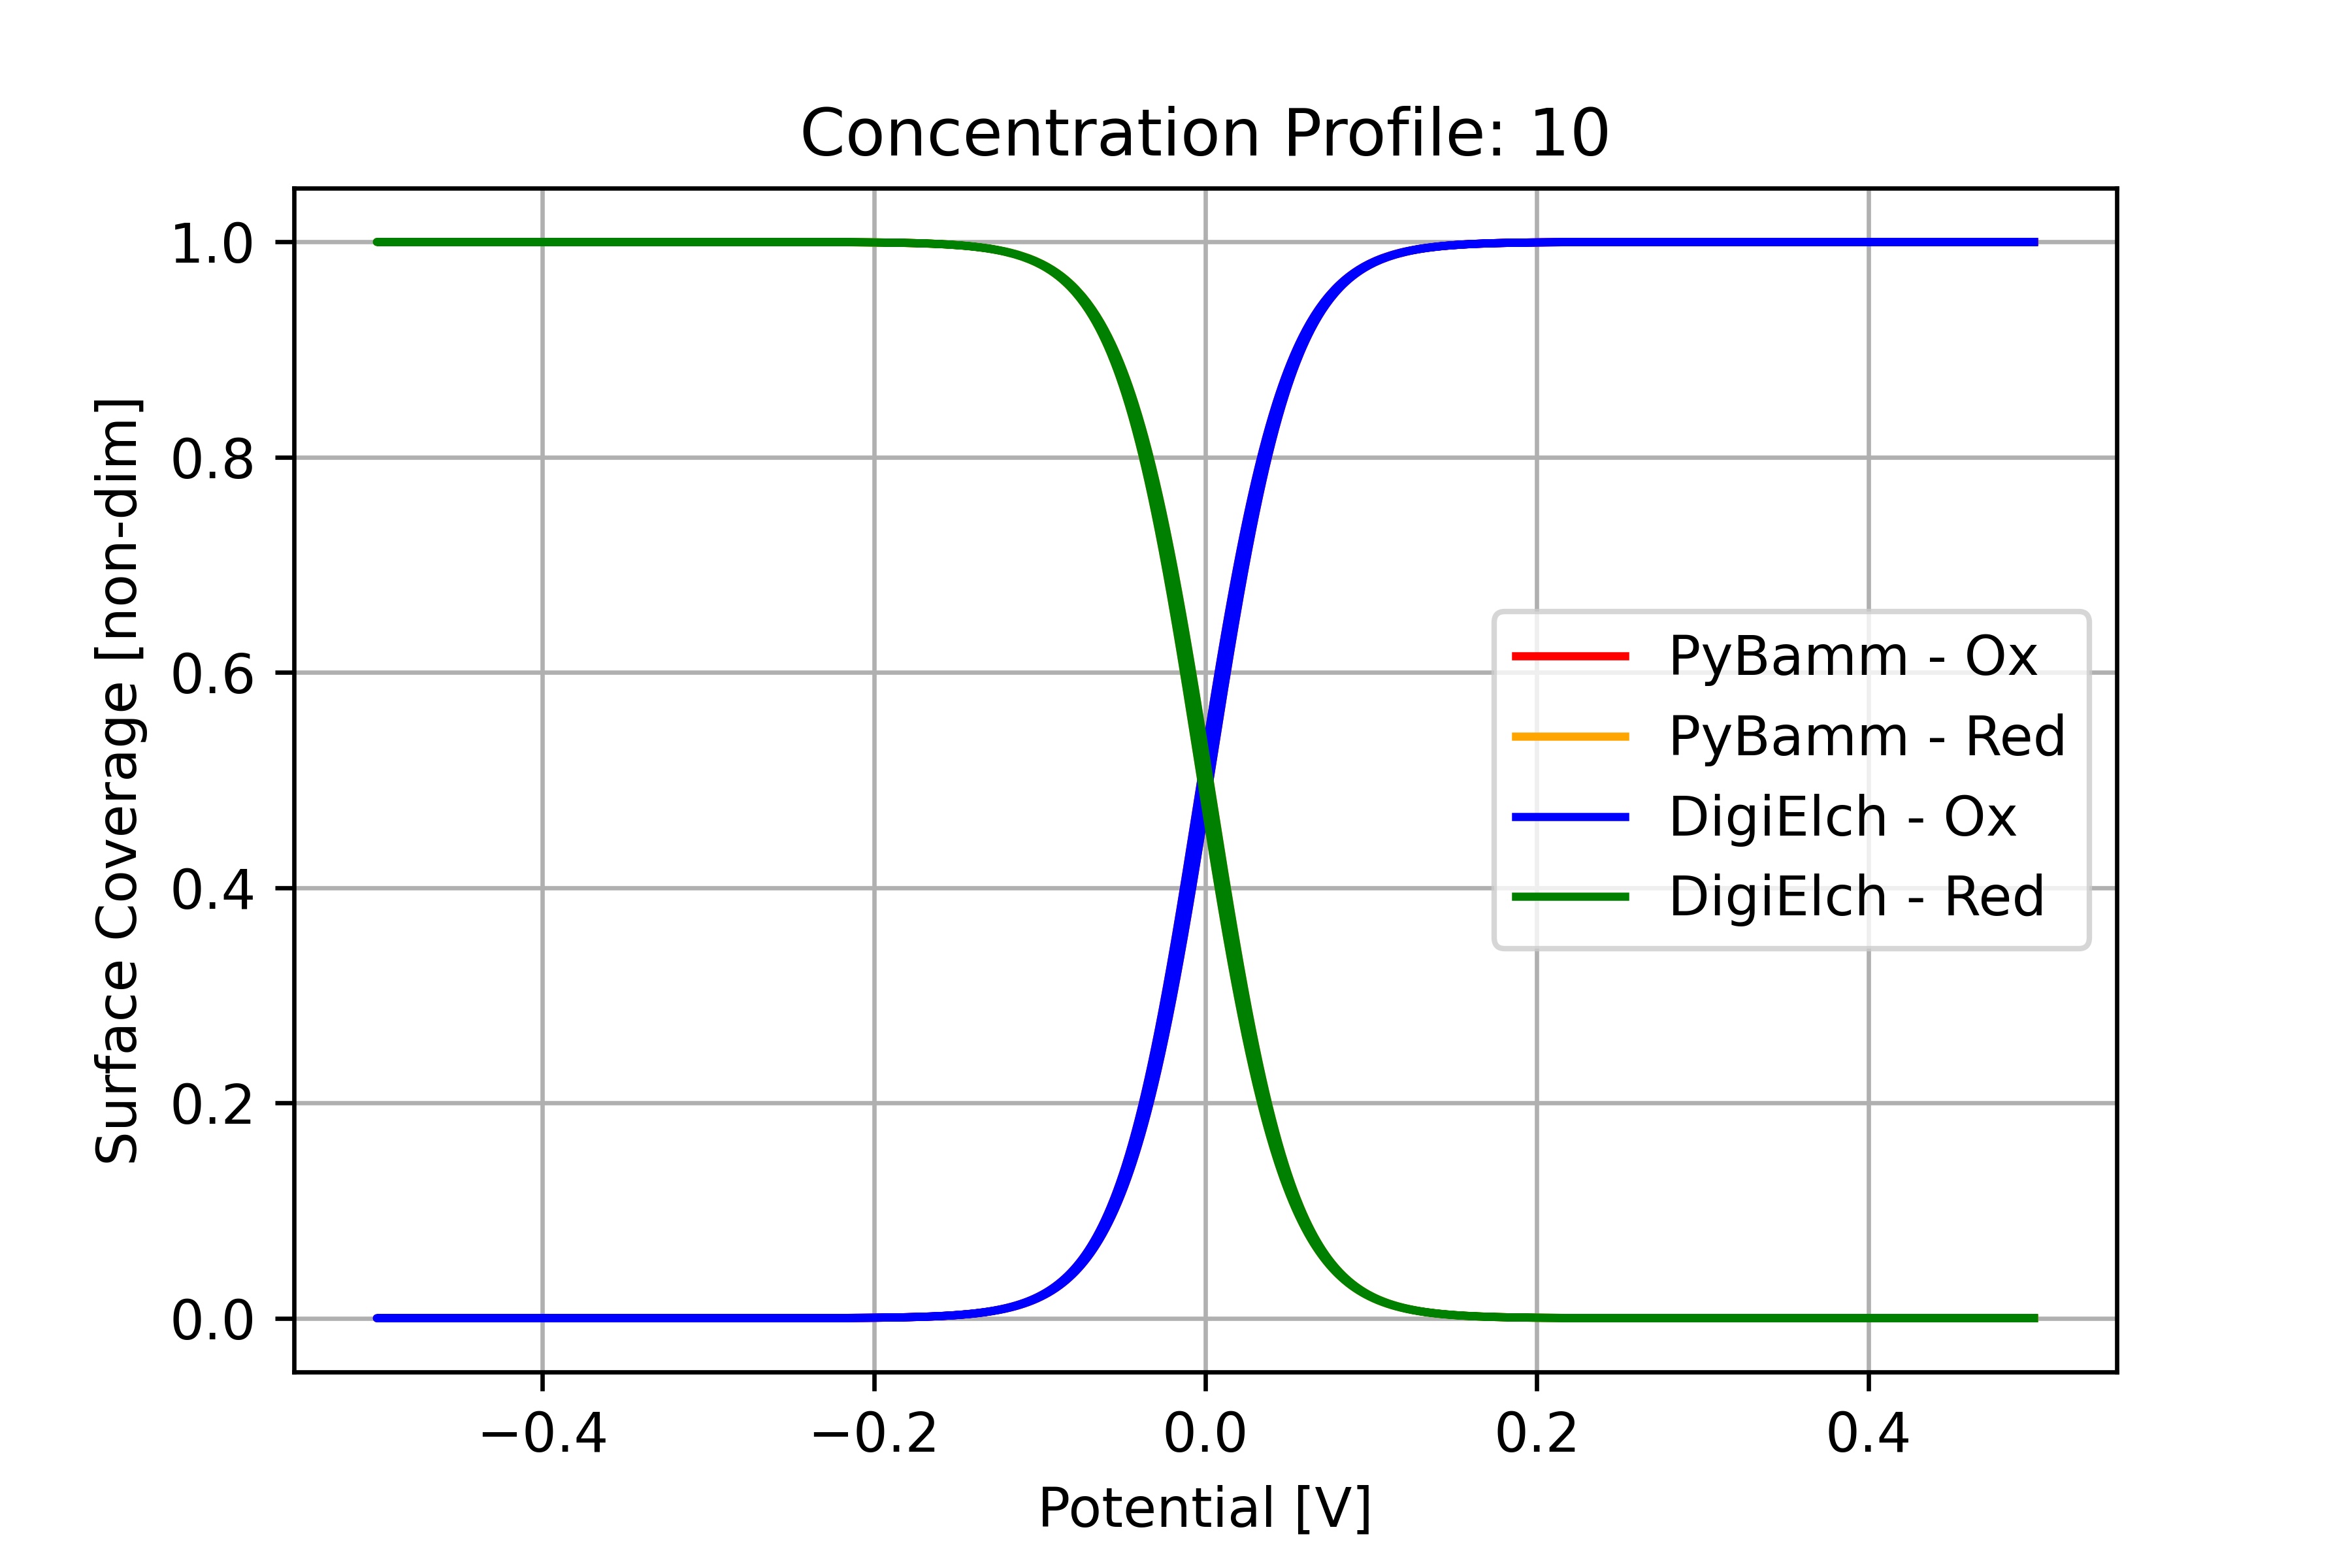 Concentration Profile: 10
Surface Coverage [non-dim]
1.0
0.8
0.6
0.4
0.2
0.0
PyBamm - Ox
PyBamm - Red
DigiElch - Ox
DigiElch - Red
−0.4
−0.2
0.0
0.2
0.4
Potential [V]